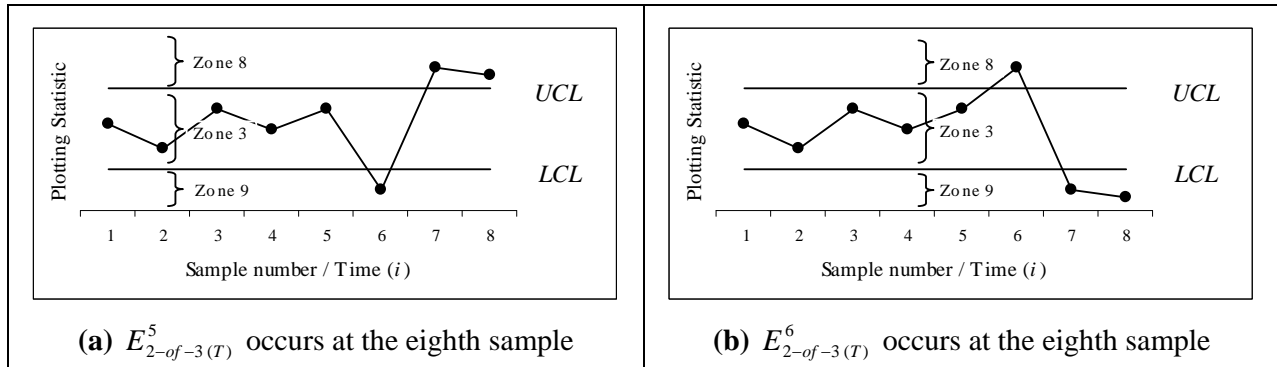 Plotting Statistic
Zone 8
Zone 3
Zone 9
UCL
LCL
1 2 3 4 5 6 7 8
Sample number / Time (i)
(a) E^5_{2-of-3(T)} occurs at the eighth sample
Plotting Statistic
Zone 8
Zone 3
Zone 9
UCL
LCL
1 2 3 4 5 6 7 8
Sample number / Time (i)
(b) E^6_{2-of-3(T)} occurs at the eighth sample